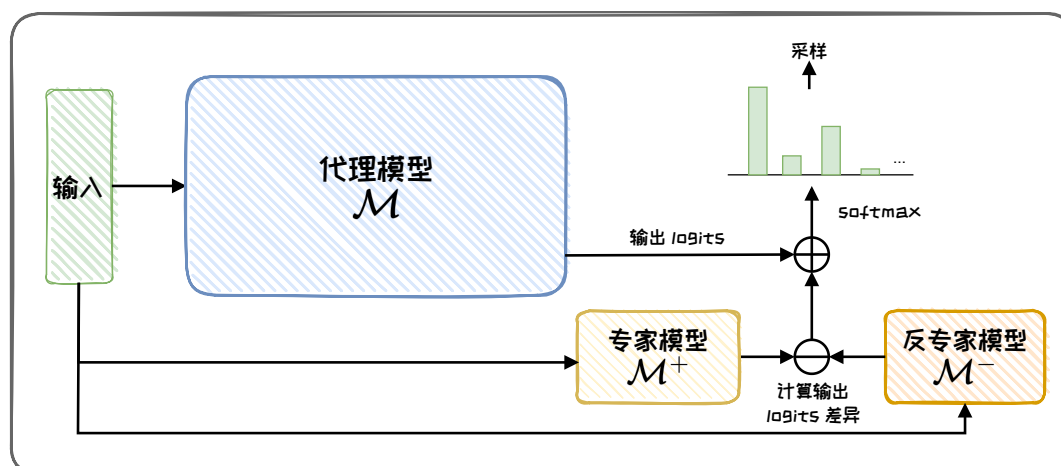 采样
输入
代理模型
M
...
softmax
输出 logits
专家模型
M+
反专家模型
M−
计算输出
logits 差异